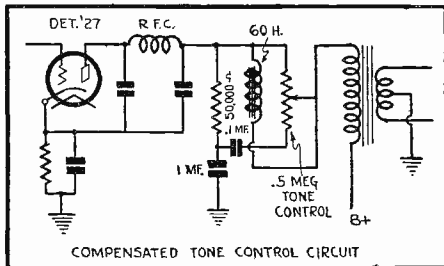 DET.'27
R.F.C.
60 H.
50,000 ω
.1 MF.
1 MF.
.5 MEG
TONE
CONTROL
B+
COMPENSATED TONE CONTROL CIRCUIT